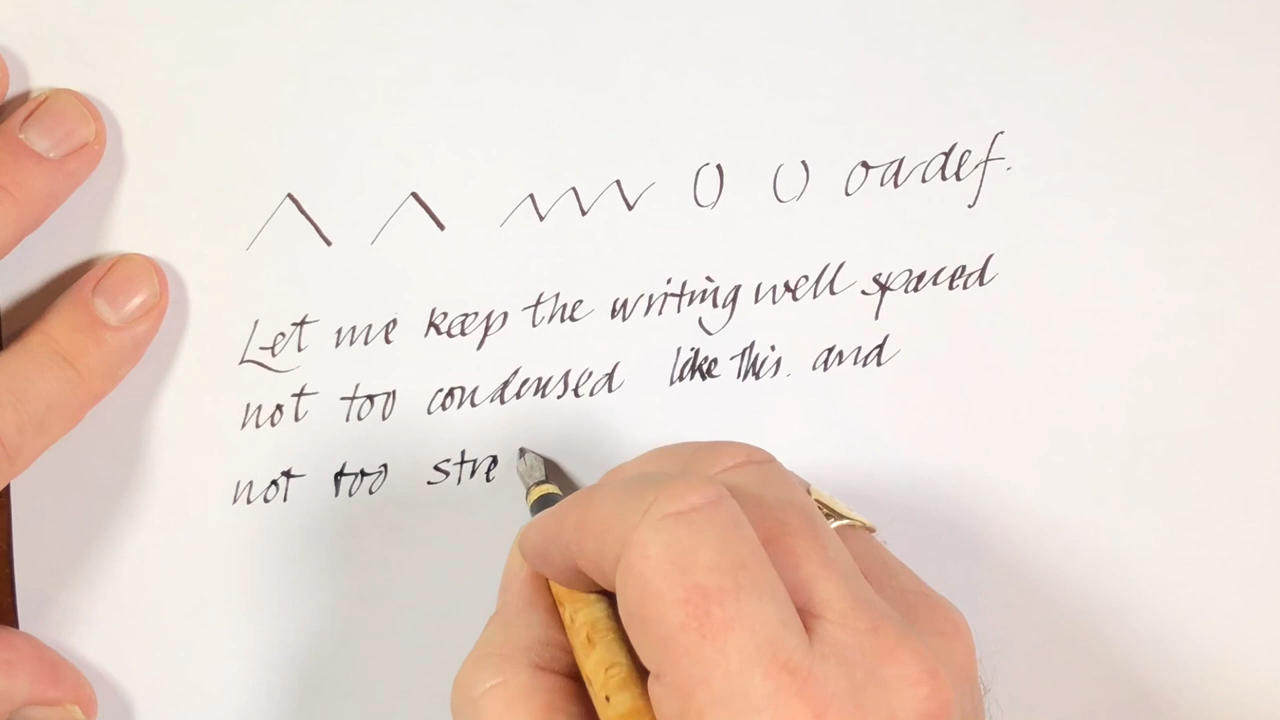 oadef.
Let me keep the writing well spaced
not too condensed like this. and
not too stre